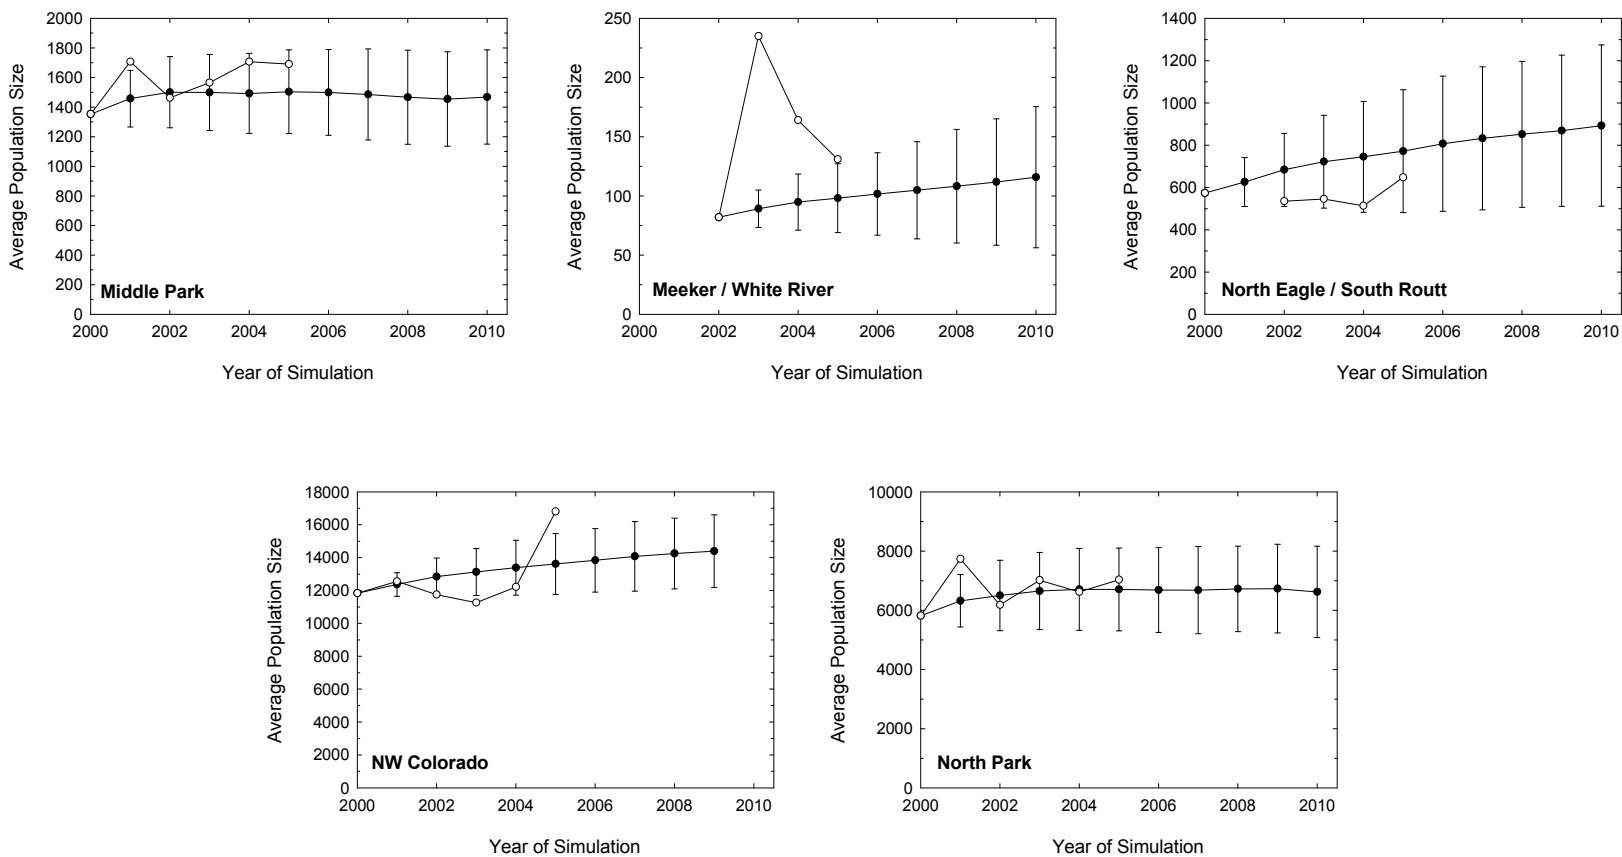 Average Population Size
2000
1800
1600
1400
1200
1000
800
600
400
200
0
Middle Park
2000 2002 2004 2006 2008 2010
Year of Simulation
Average Population Size
250
200
150
100
50
0
Meeker / White River
2000 2002 2004 2006 2008 2010
Year of Simulation
Average Population Size
1400
1200
1000
800
600
400
200
0
North Eagle / South Routt
2000 2002 2004 2006 2008 2010
Year of Simulation
Average Population Size
18000
16000
14000
12000
10000
8000
6000
4000
2000
0
NW Colorado
2000 2002 2004 2006 2008 2010
Year of Simulation
Average Population Size
10000
8000
6000
4000
2000
0
North Park
2000 2002 2004 2006 2008 2010
Year of Simulation